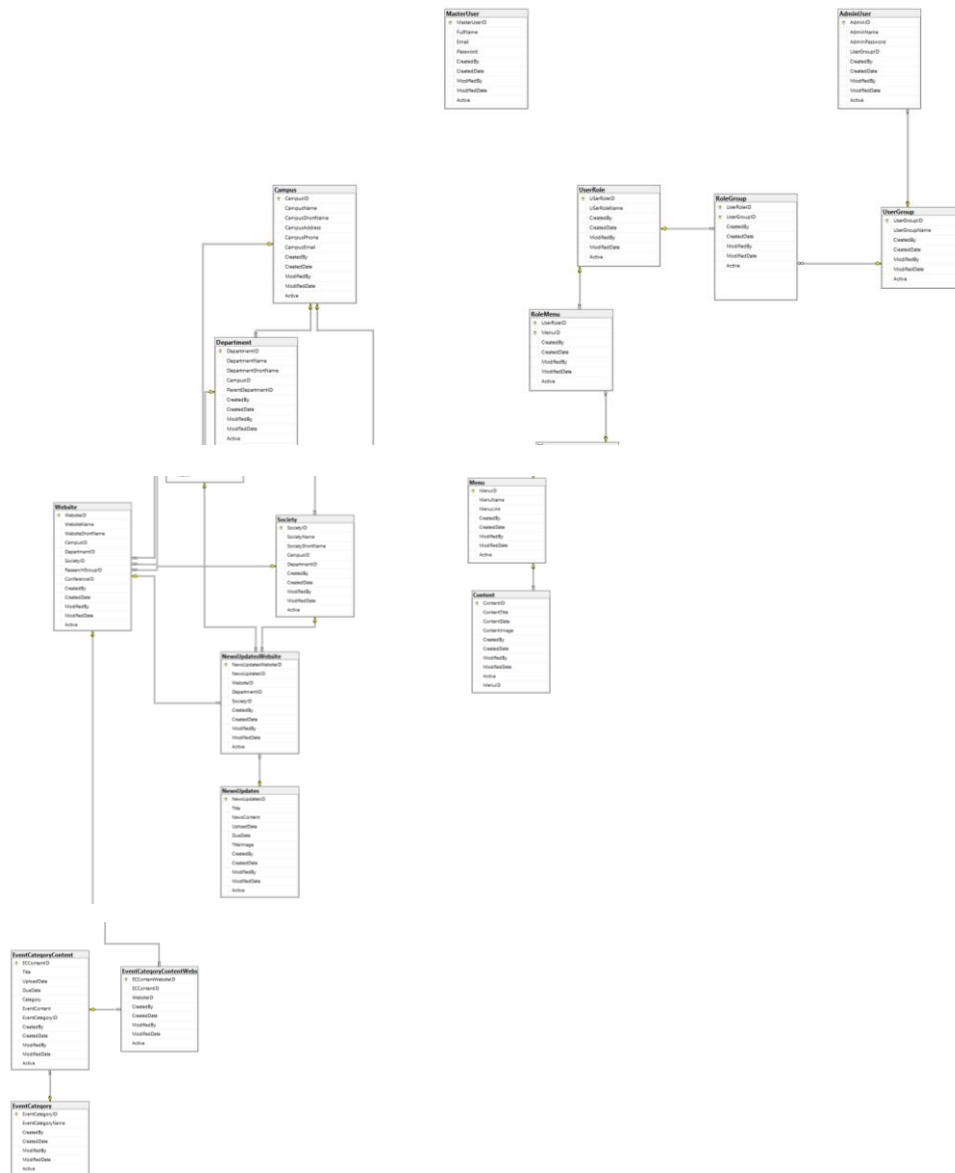 MasterUser
MasterUserID
FullName
Email
Password
CreatedBy
CreatedDate
ModifiedBy
ModifiedDate
Active
AdminUser
AdminID
AdminName
AdminPassword
UserGroupID
CreatedBy
CreatedDate
ModifiedBy
ModifiedDate
Active
Campus
CampusID
CampusName
CampusShortName
CampusAddress
CampusPhone
CampusEmail
CreatedBy
CreatedDate
ModifiedBy
ModifiedDate
Active
UserRole
USerRoleID
USerRoleName
CreatedBy
CreatedDate
ModifiedBy
ModifiedDate
Active
RoleGroup
UserRoleID
UserGroupID
CreatedBy
CreatedDate
ModifiedBy
ModifiedDate
Active
UserGroup
UserGroupID
UserGroupName
CreatedBy
CreatedDate
ModifiedBy
ModifiedDate
Active
RoleMenu
UserRoleID
MenuID
CreatedBy
CreatedDate
ModifiedBy
ModifiedDate
Active
Department
DepartmentID
DepartmentName
DepartmentShortName
CampusID
ParentDepartmentID
CreatedBy
CreatedDate
ModifiedBy
ModifiedDate
Active
Website
WebsiteID
WebsiteName
WebsiteShortName
CampusID
DepartmentID
SocietyID
ResearchGroupID
ConferenceID
CreatedBy
CreatedDate
ModifiedBy
ModifiedDate
Active
Society
SocietyID
SocietyName
SocietyShortName
CampusID
DepartmentID
CreatedBy
CreatedDate
ModifiedBy
ModifiedDate
Active
Menu
MenuID
MenuName
MenuLink
CreatedBy
CreatedDate
ModifiedBy
ModifiedDate
Active
Content
ContentID
ContentTitle
ContentData
ContentImage
CreatedBy
CreatedDate
ModifiedBy
ModifiedDate
Active
MenuID
NewsUpdatesWebsite
NewsUpdatesWebsiteID
NewsUpdatesID
WebsiteID
DepartmentID
SocietyID
CreatedBy
CreatedDate
ModifiedBy
ModifiedDate
Active
NewsUpdates
NewsUpdatesID
Title
NewsContent
UploadDate
DueDate
TitleImage
CreatedBy
CreatedDate
ModifiedBy
ModifiedDate
Active
EventCategoryContent
ECContentID
Title
UploadDate
DueDate
Category
EventContent
EventCategoryID
CreatedBy
CreatedDate
ModifiedBy
ModifiedDate
Active
EventCategoryContentWebs
ECContentWebsiteID
ECContentID
WebsiteID
CreatedBy
CreatedDate
ModifiedBy
ModifiedDate
Active
EventCategory
EventCategoryID
EventCategoryName
CreatedBy
CreatedDate
ModifiedBy
ModifiedDate
Active